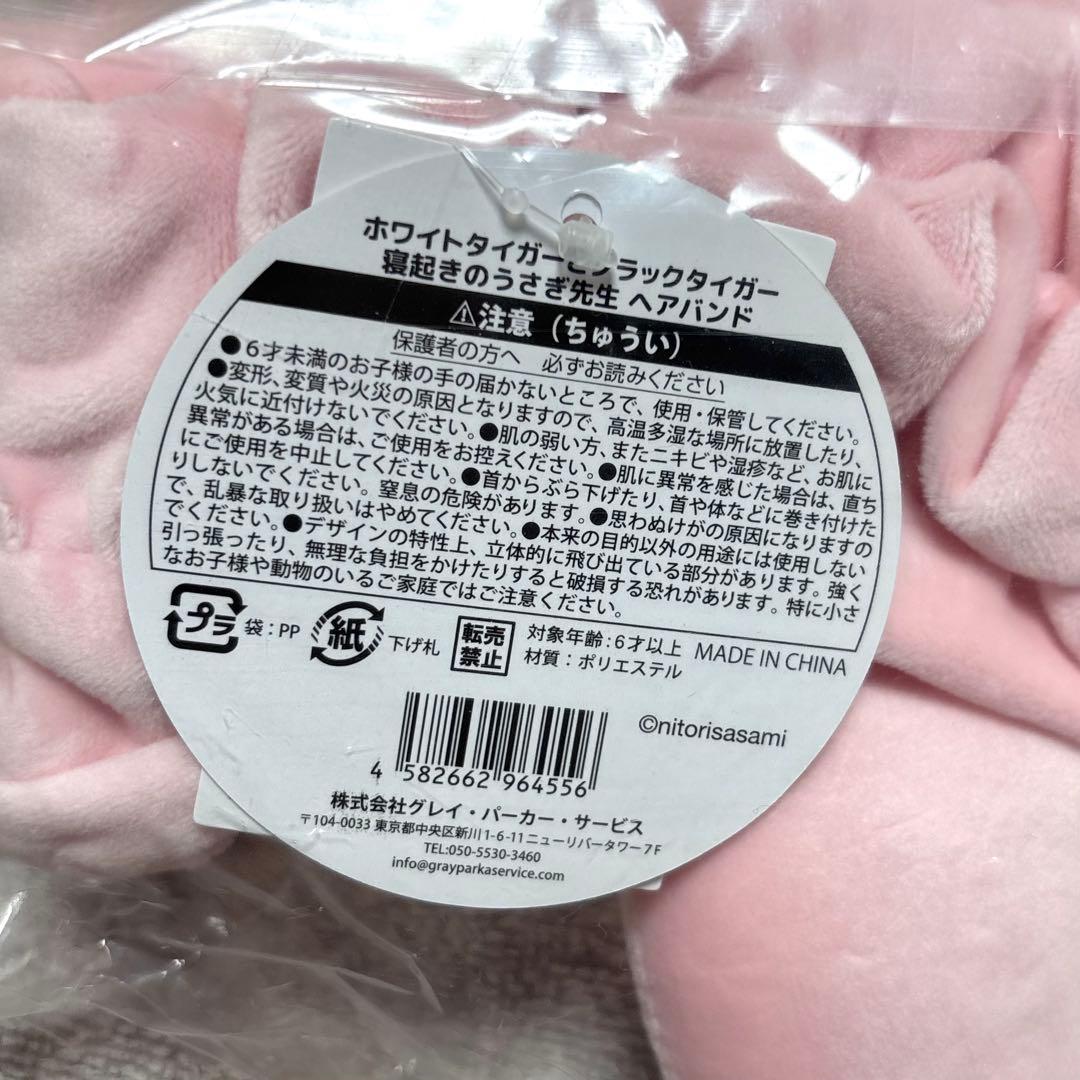 ホワイトタイガーとブラックタイガー
寝起きのうさぎ先生 ヘアバンド
⚠注意（ちゅうい）
保護者の方へ 必ずお読みください
●6才未満のお子様の手の届かないところで、使用・保管してください。
●変形、変質や火災の原因となりますので、高温多湿な場所に放置したり、
火気に近付けないでください。●肌の弱い方、またニキビや湿疹など、お肌に
異常がある場合は、ご使用をお控えください。●肌に異常を感じた場合は、直ち
にご使用を中止してください。●首からぶら下げたり、首や体などに巻き付けた
りしないでください。窒息の危険があります。●思わぬけがの原因になりますの
で、乱暴な取り扱いはやめてください。●本来の目的以外の用途には使用しない
でください。●デザインの特性上、立体的に飛び出ている部分があります。強く
引っ張ったり、無理な負担をかけたりすると破損する恐れがあります。特に小さ
なお子様や動物のいるご家庭ではご注意ください。
プラ 袋：PP 紙 下げ札 転売禁止 対象年齢：6才以上 MADE IN CHINA
材質：ポリエステル
©nitorisasami
4 582662 964556
株式会社グレイ・パーカー・サービス
〒104-0033 東京都中央区新川1-6-11 ニューリバータワー7F
TEL:050-5530-3460
info@grayparkaservice.com